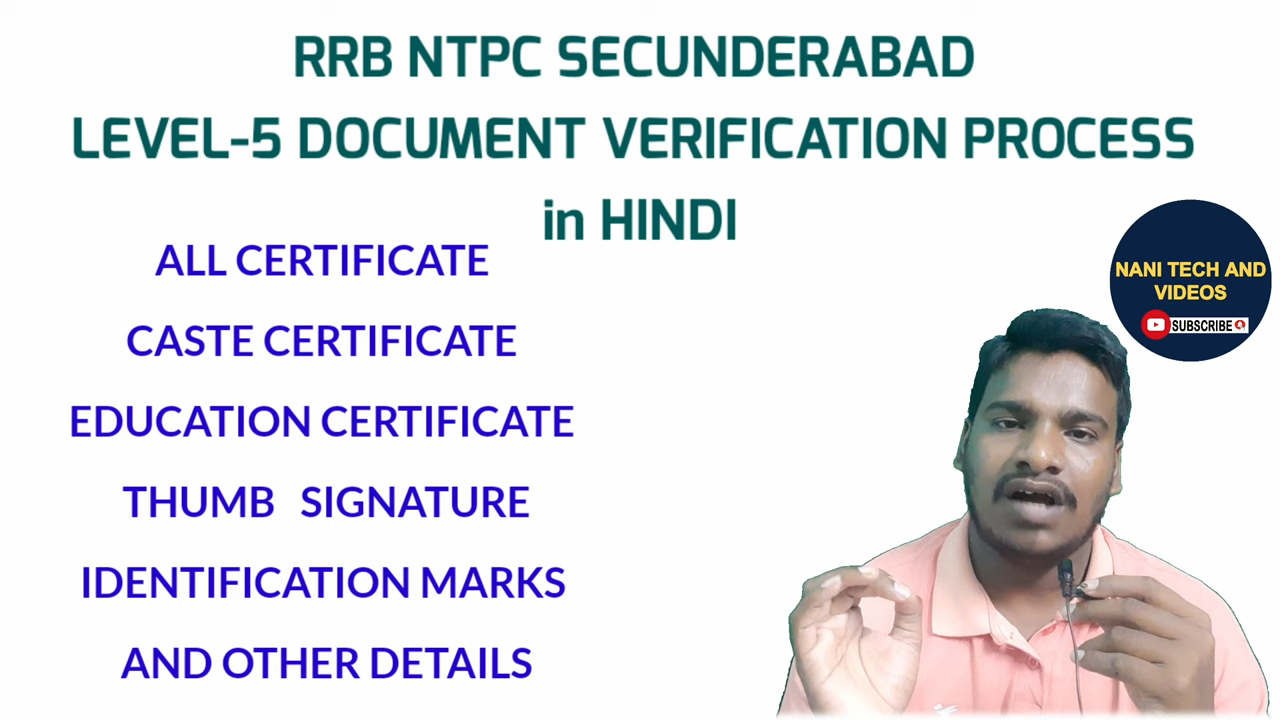 RRB NTPC SECUNDERABAD
LEVEL-5 DOCUMENT VERIFICATION PROCESS
in HINDI
ALL CERTIFICATE
CASTE CERTIFICATE
EDUCATION CERTIFICATE
THUMB SIGNATURE
IDENTIFICATION MARKS
AND OTHER DETAILS
NANI TECH AND
VIDEOS
SUBSCRIBE